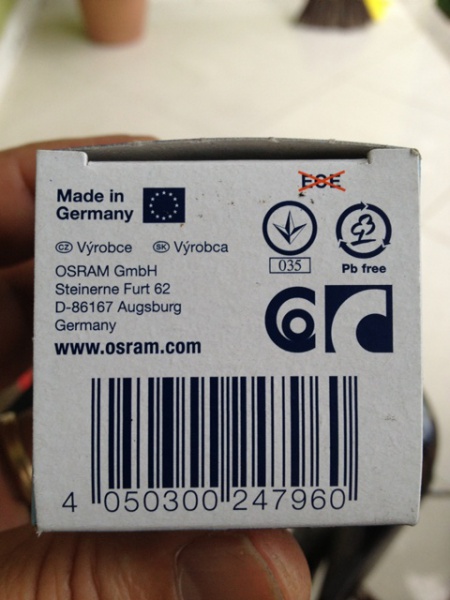 Made in
Germany
ECE
CZ Výrobce SK Výrobca
OSRAM GmbH
Steinerne Furt 62
D-86167 Augsburg
Germany
www.osram.com
035
Pb free
4 050300 247960